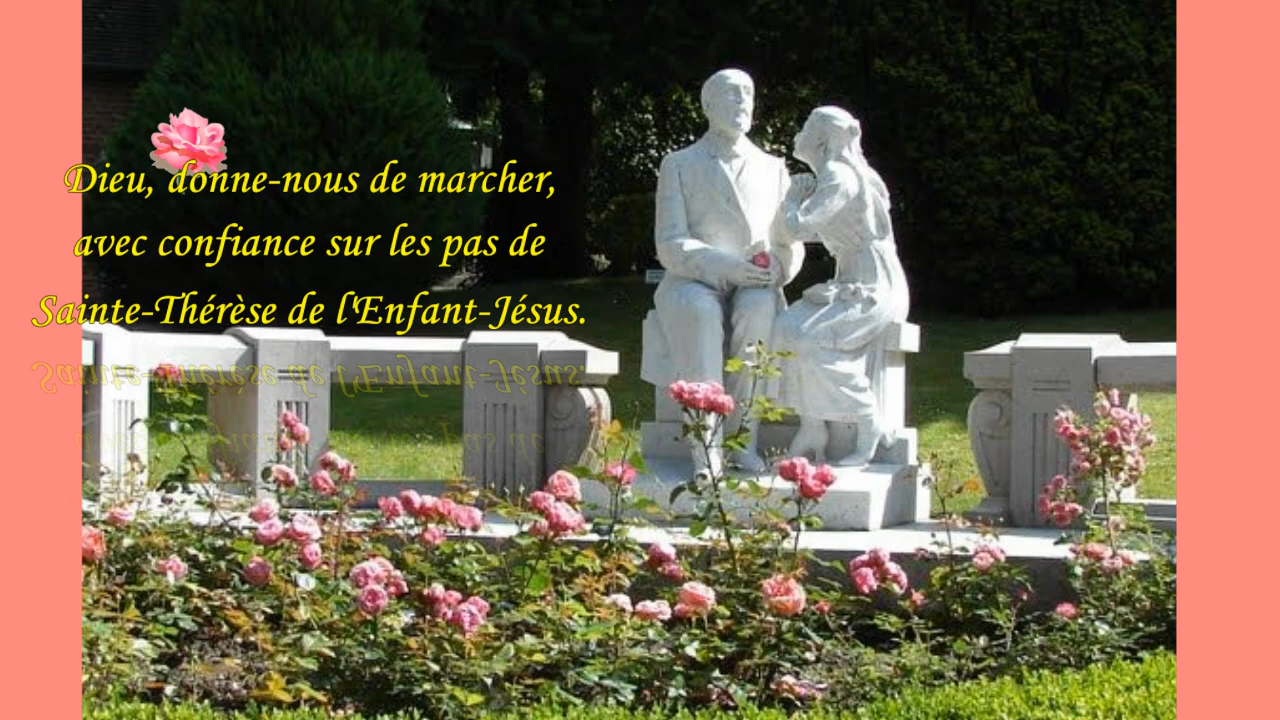 Dieu, donne-nous de marcher,
avec confiance sur les pas de
Sainte-Thérèse de l'Enfant-Jésus.